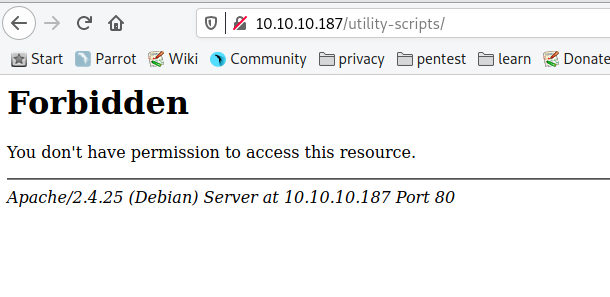 10.10.10.187/utility-scripts/
Start Parrot Wiki Community privacy pentest learn Donate
Forbidden
You don't have permission to access this resource.
Apache/2.4.25 (Debian) Server at 10.10.10.187 Port 80